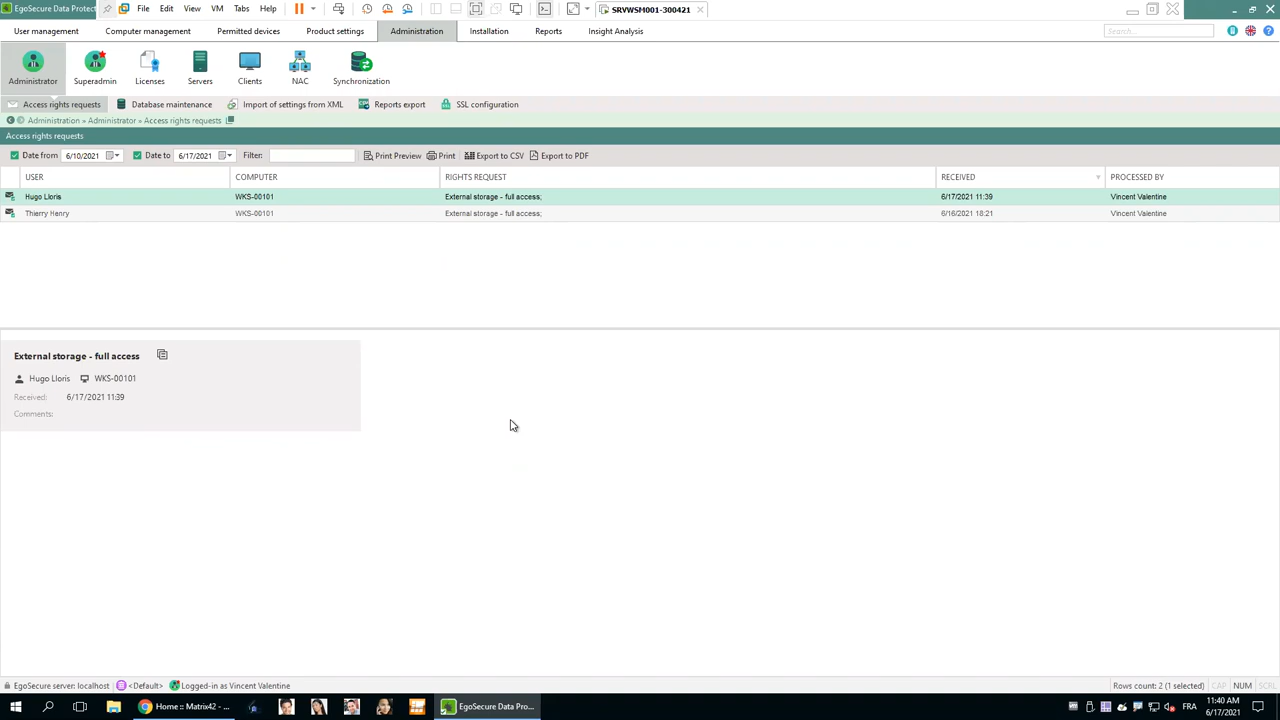 EgoSecure Data Protect File Edit View VM Tabs Help SRVWSM001-300421
User management Computer management Permitted devices Product settings Administration Installation Reports Insight Analysis Search...
Administrator Superadmin Licenses Servers Clients NAC Synchronization
Access rights requests Database maintenance Import of settings from XML Reports export SSL configuration
Administration » Administrator » Access rights requests
Access rights requests
Date from 6/10/2021 Date to 6/17/2021 Filter: Print Preview Print Export to CSV Export to PDF
USER COMPUTER RIGHTS REQUEST RECEIVED PROCESSED BY
Hugo Lloris WKS-00101 External storage - full access; 6/17/2021 11:39 Vincent Valentine
Thierry Henry WKS-00101 External storage - full access; 6/16/2021 18:21 Vincent Valentine
External storage - full access
Hugo Lloris WKS-00101
Received: 6/17/2021 11:39
Comments:
EgoSecure server: localhost <Default> Logged-in as Vincent Valentine Rows count: 2 (1 selected) CAP NUM SCRL
Home :: Matrix42 - ... EgoSecure Data Pro... FRA 11:40 AM
6/17/2021